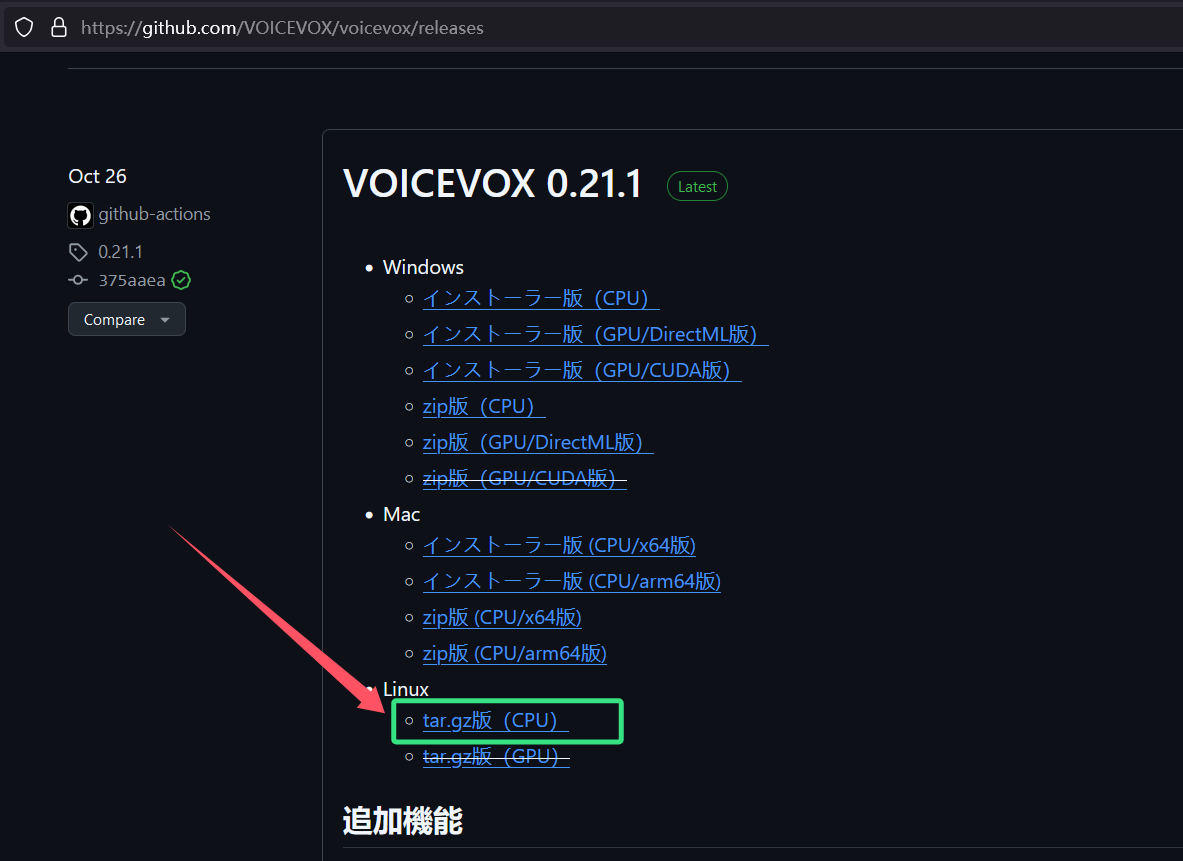 https://github.com/VOICEVOX/voicevox/releases
Oct 26
github-actions
0.21.1
375aaea
Compare
VOICEVOX 0.21.1 Latest
Windows
インストーラー版（CPU）
インストーラー版（GPU/DirectML版）
インストーラー版（GPU/CUDA版）
zip版（CPU）
zip版（GPU/DirectML版）
zip版（GPU/CUDA版）
Mac
インストーラー版 (CPU/x64版)
インストーラー版 (CPU/arm64版)
zip版 (CPU/x64版)
zip版 (CPU/arm64版)
Linux
tar.gz版（CPU）
tar.gz版（GPU）
追加機能